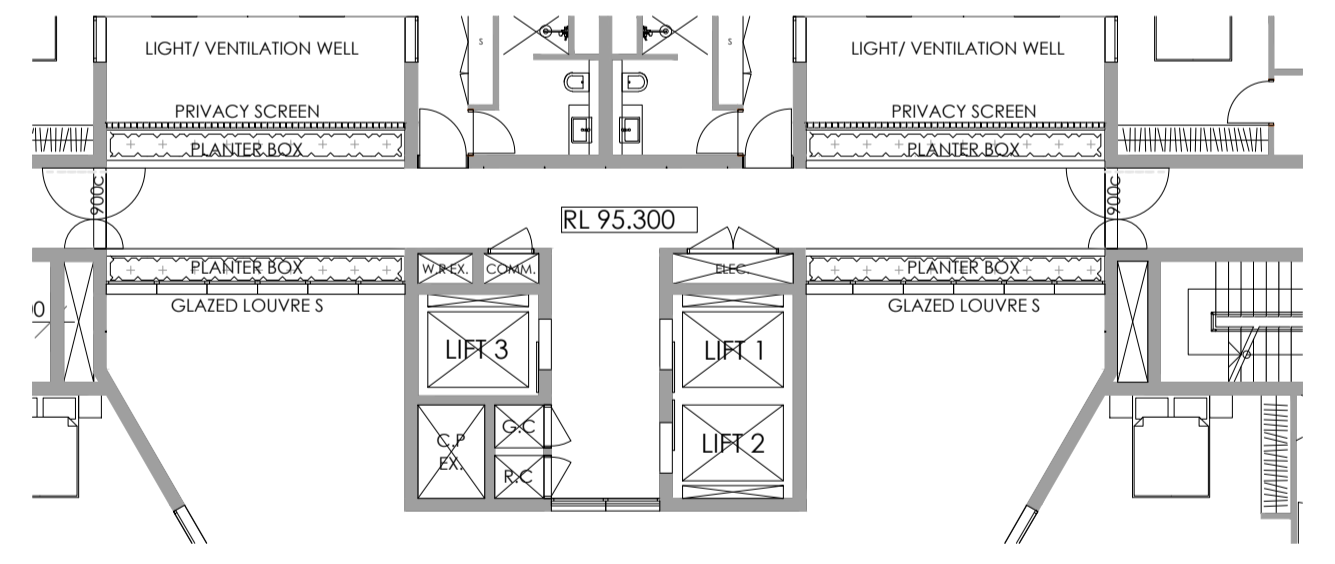 LIGHT/ VENTILATION WELL
S
S
LIGHT/ VENTILATION WELL
PRIVACY SCREEN
PRIVACY SCREEN
PLANTER BOX
PLANTER BOX
900c
900c
RL 95.300
PLANTER BOX
W.R.EX.
COMM.
ELEC.
PLANTER BOX
GLAZED LOUVRE S
GLAZED LOUVRE S
LIFT 3
LIFT 1
G.C
C.P
EX.
R.C
LIFT 2